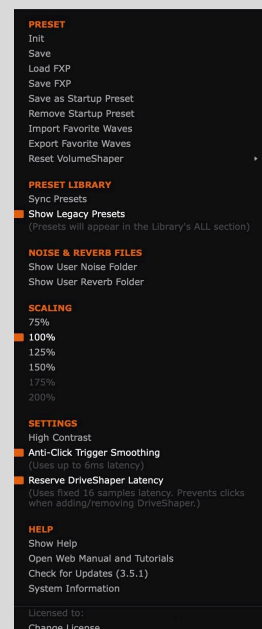 PRESET
Init
Save
Load FXP
Save FXP
Save as Startup Preset
Remove Startup Preset
Import Favorite Waves
Export Favorite Waves
Reset VolumeShaper
PRESET LIBRARY
Sync Presets
Show Legacy Presets
(Presets will appear in the Library's ALL section)
NOISE & REVERB FILES
Show User Noise Folder
Show User Reverb Folder
SCALING
75%
100%
125%
150%
175%
200%
SETTINGS
High Contrast
Anti-Click Trigger Smoothing
(Uses up to 6ms latency)
Reserve DriveShaper Latency
(Uses fixed 16 samples latency. Prevents clicks
when adding/removing DriveShaper.)
HELP
Show Help
Open Web Manual and Tutorials
Check for Updates (3.5.1)
System Information
Licensed to:
Change License